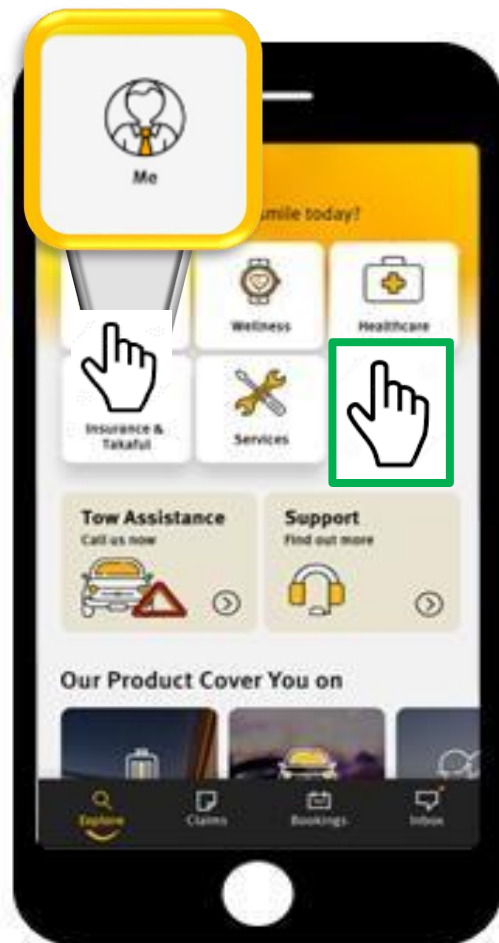 Me
smile today?
Wellness
Healthcare
Insurance &
Takaful
Services
Tow Assistance
Call us now
Support
Find out more
Our Product Cover You on
Explore
Claims
Bookings
Inbox